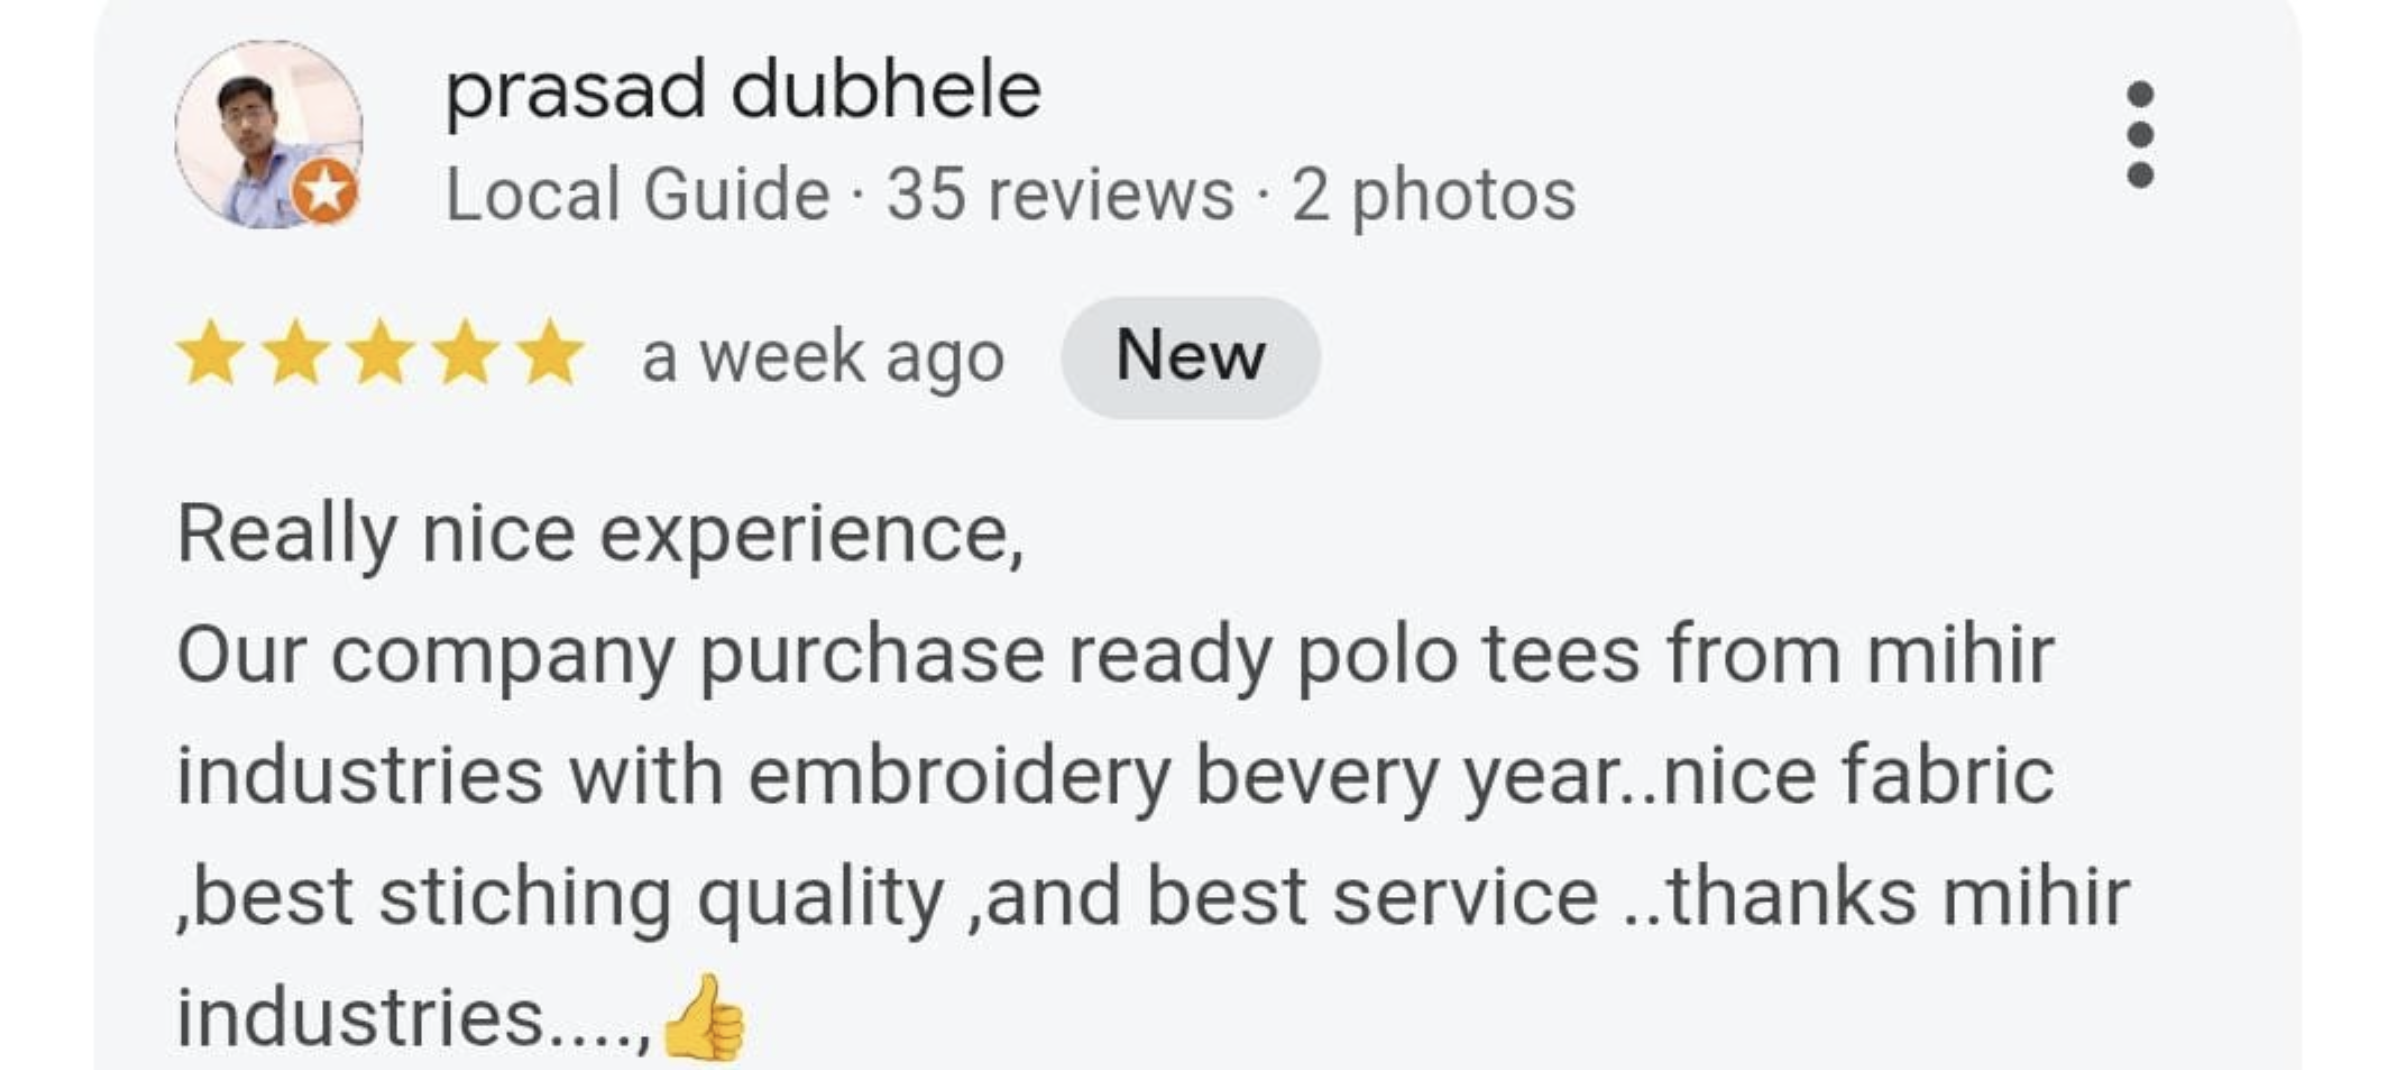 prasad dubhele
Local Guide · 35 reviews · 2 photos
a week ago New
Really nice experience,
Our company purchase ready polo tees from mihir
industries with embroidery bevery year..nice fabric
,best stiching quality ,and best service ..thanks mihir
industries....,👍